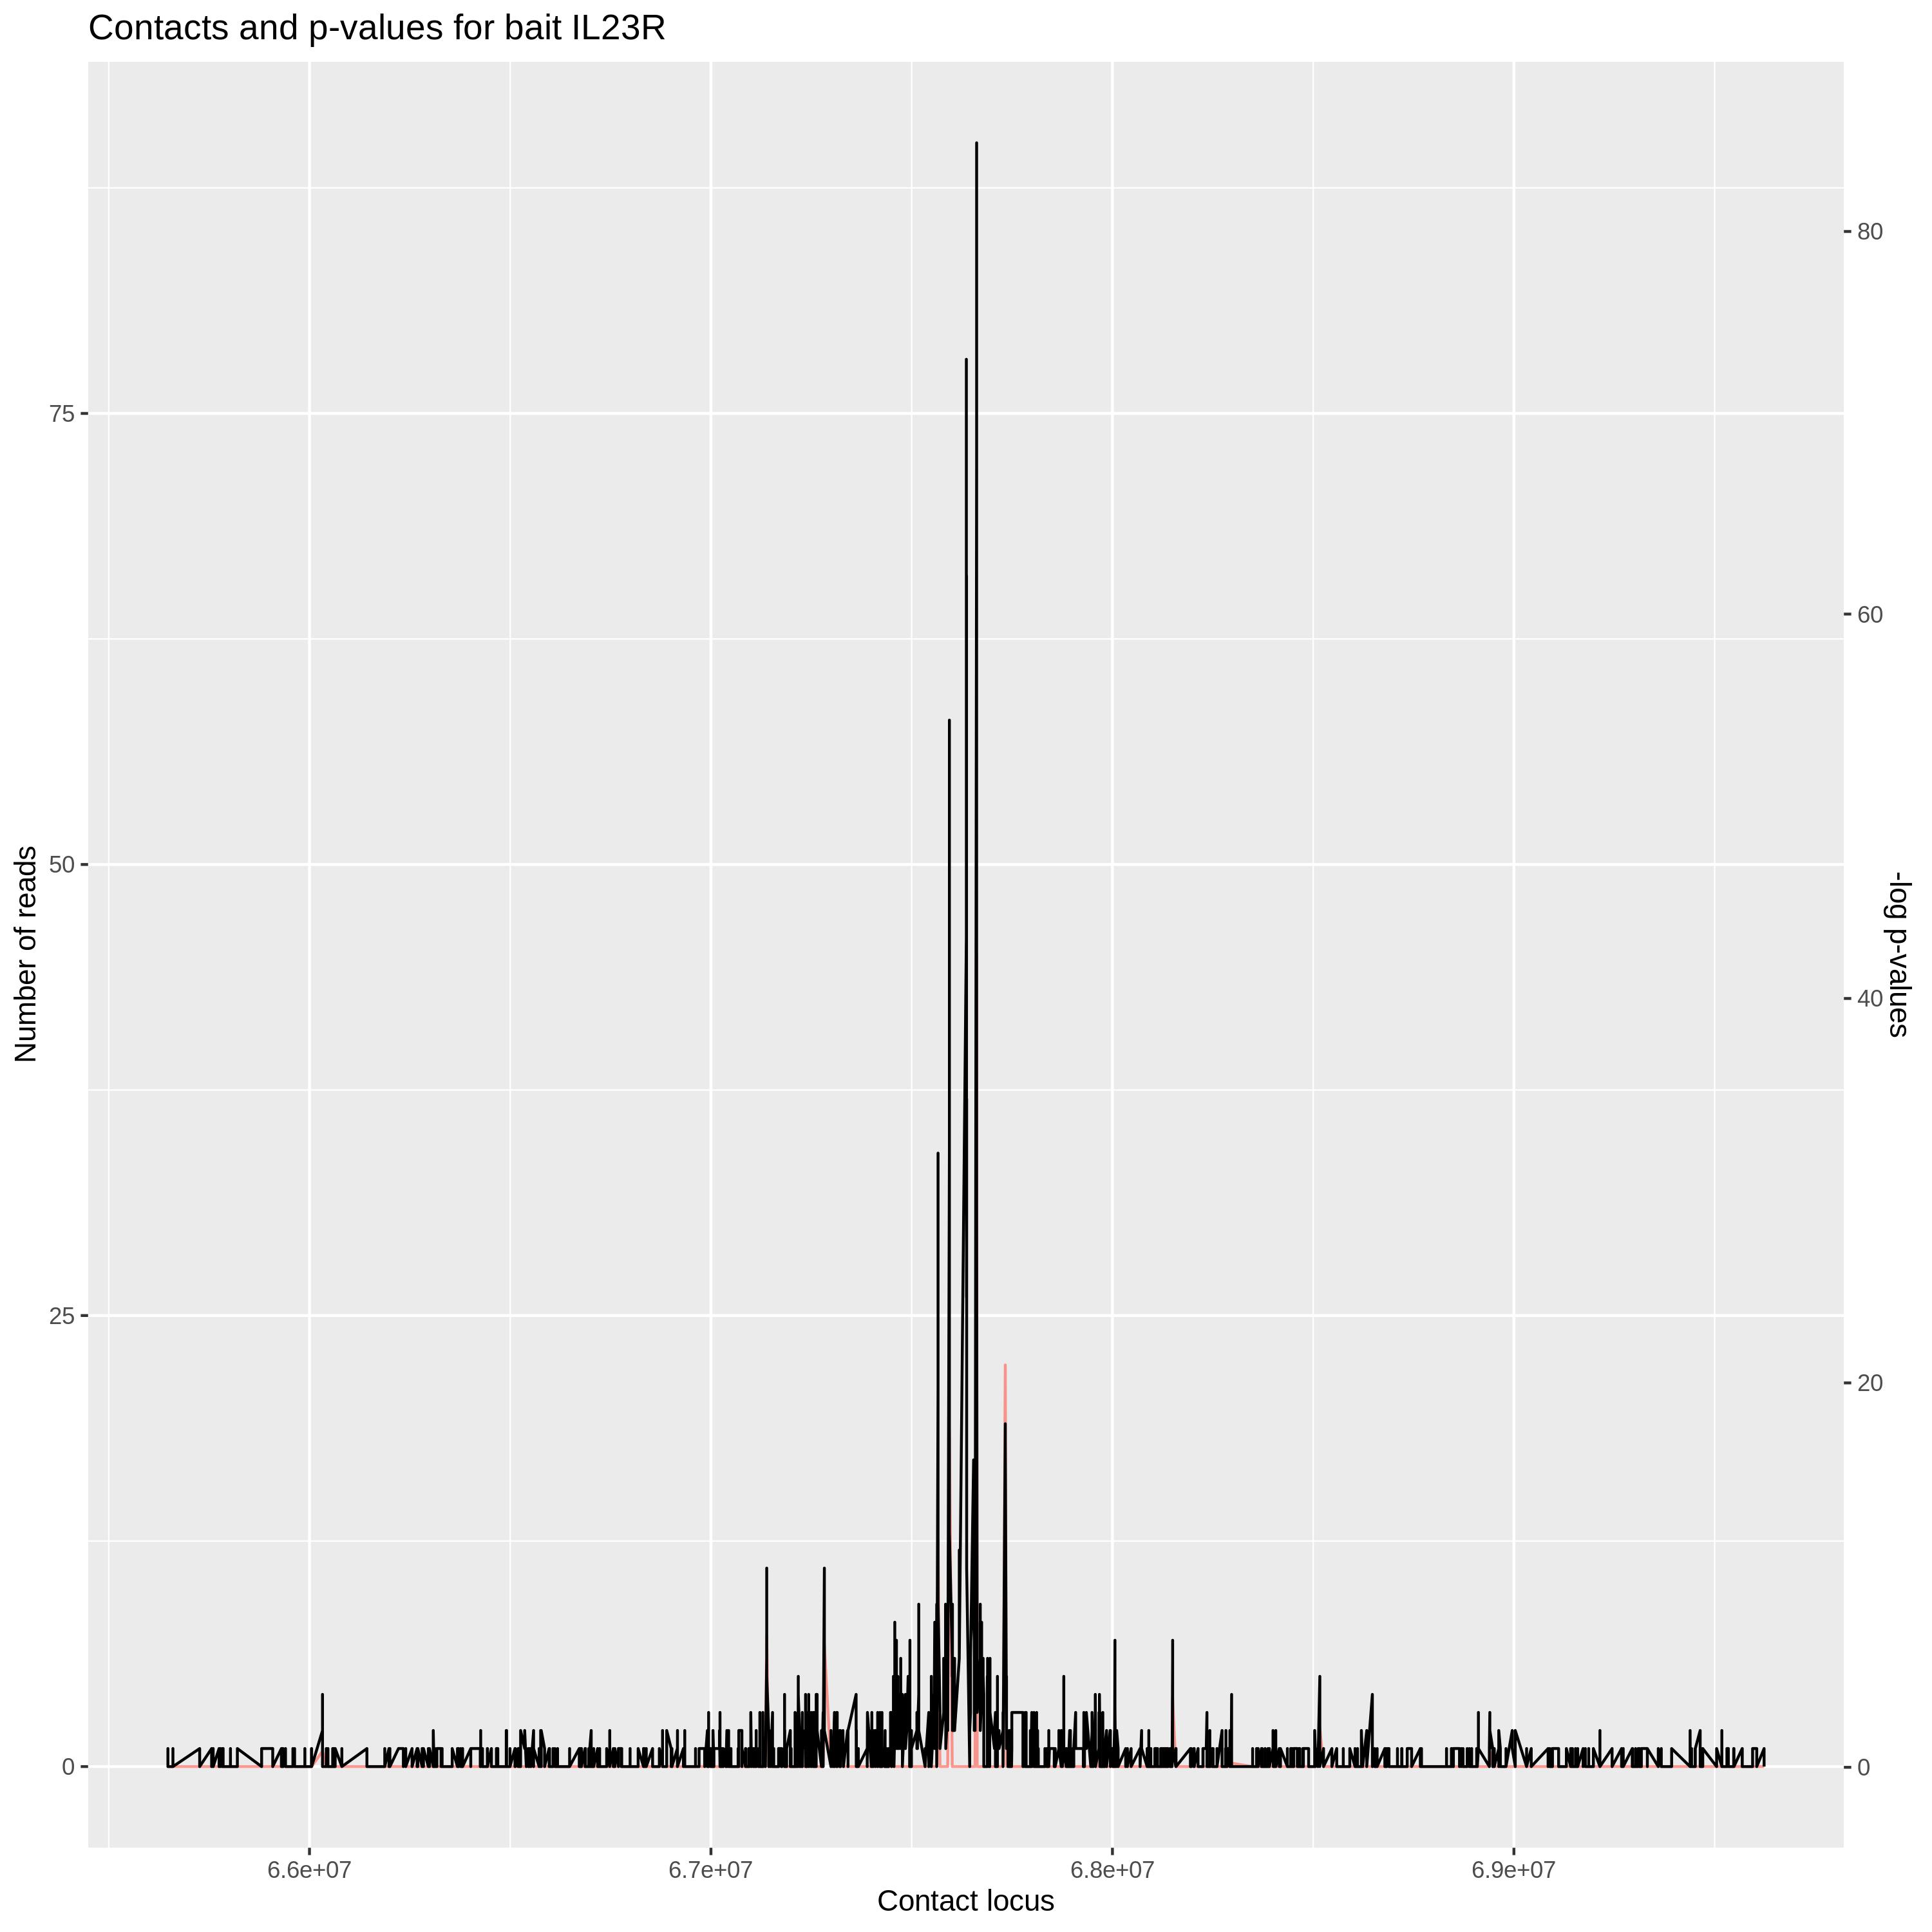 Contacts and p-values for bait IL23R
Number of reads
75
50
25
0
80
60
40
20
0
-log p-values
6.6e+07 6.7e+07 6.8e+07 6.9e+07
Contact locus